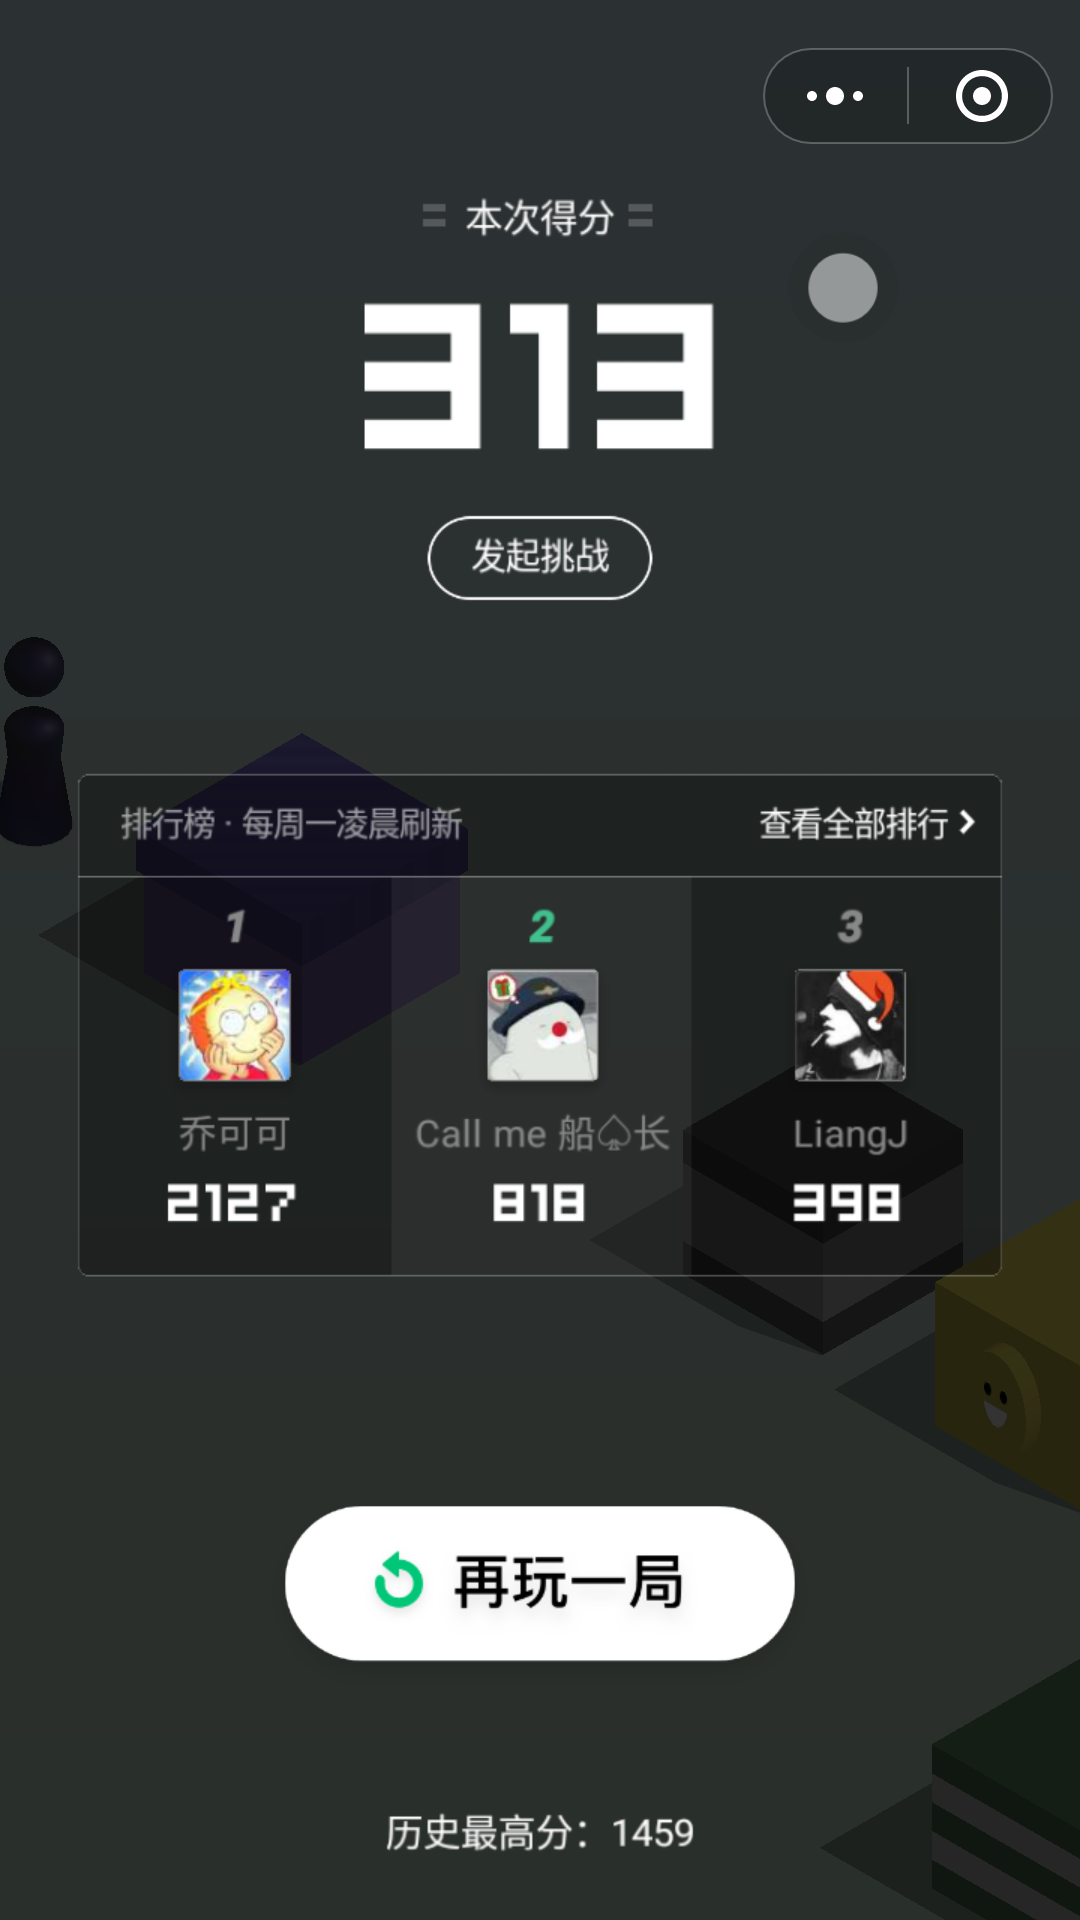 本次得分
313
发起挑战
排行榜 · 每周一凌晨刷新
查看全部排行
1
2
3
乔可可
Call me 船♤长
LiangJ
2127
818
398
再玩一局
历史最高分：1459